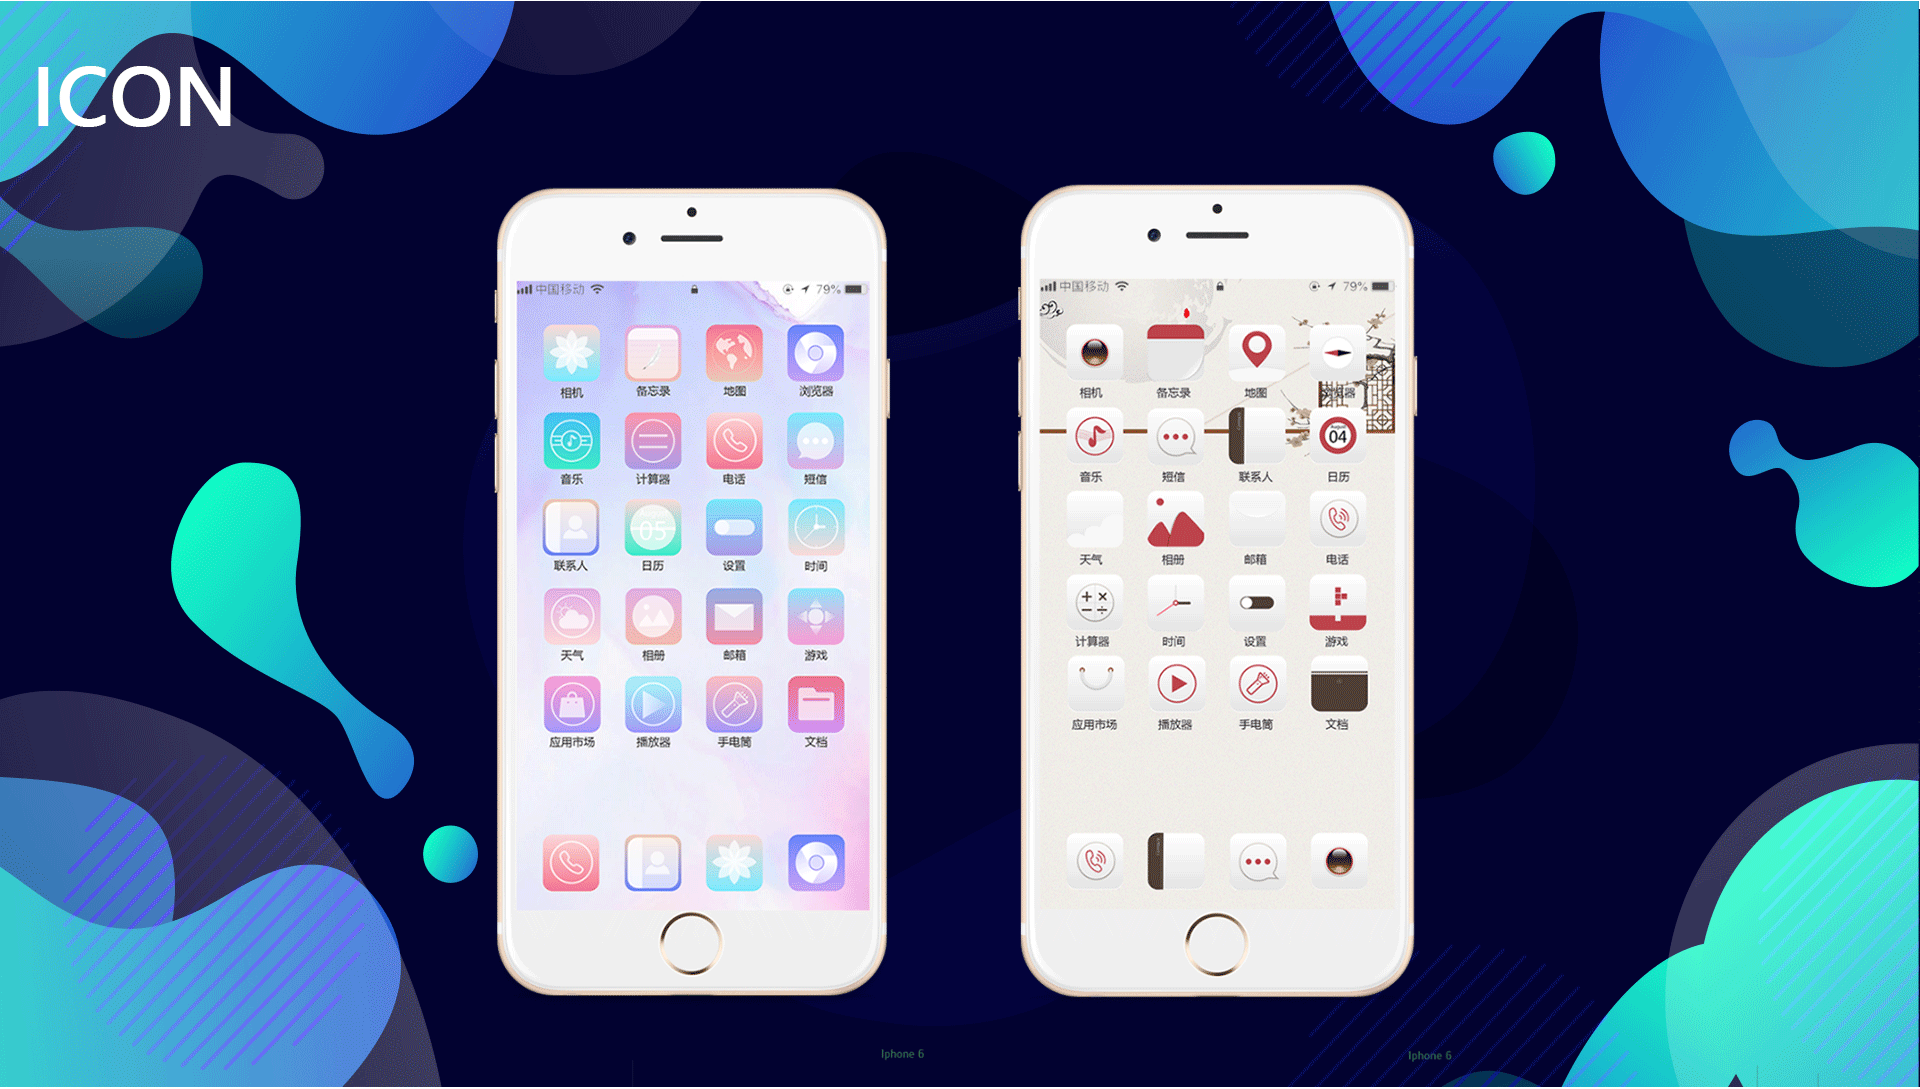 ICON
中国移动 79%
相机 备忘录 地图 浏览器
音乐 计算器 电话 短信
05
联系人 日历 设置 时间
天气 相册 邮箱 游戏
应用市场 播放器 手电筒 文档
Iphone 6
中国移动 79%
相机 备忘录 地图 浏览器
August
04
音乐 短信 联系人 日历
天气 相册 邮箱 电话
计算器 时间 设置 游戏
应用市场 播放器 手电筒 文档
Iphone 6